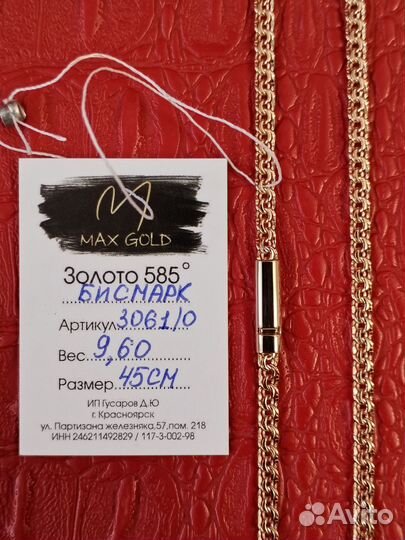 MAX GOLD
Золото 585°
БИСМАРК
Артикул 3061/0
Вес 9,60
Размер 45СМ
ИП Гусаров Д.Ю
г. Красноярск
ул. Партизана железняка,57,пом. 218
ИНН 246211492829 / 117-3-002-98
Avito